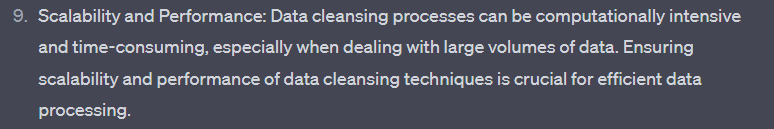 9. Scalability and Performance: Data cleansing processes can be computationally intensive
and time-consuming, especially when dealing with large volumes of data. Ensuring
scalability and performance of data cleansing techniques is crucial for efficient data
processing.